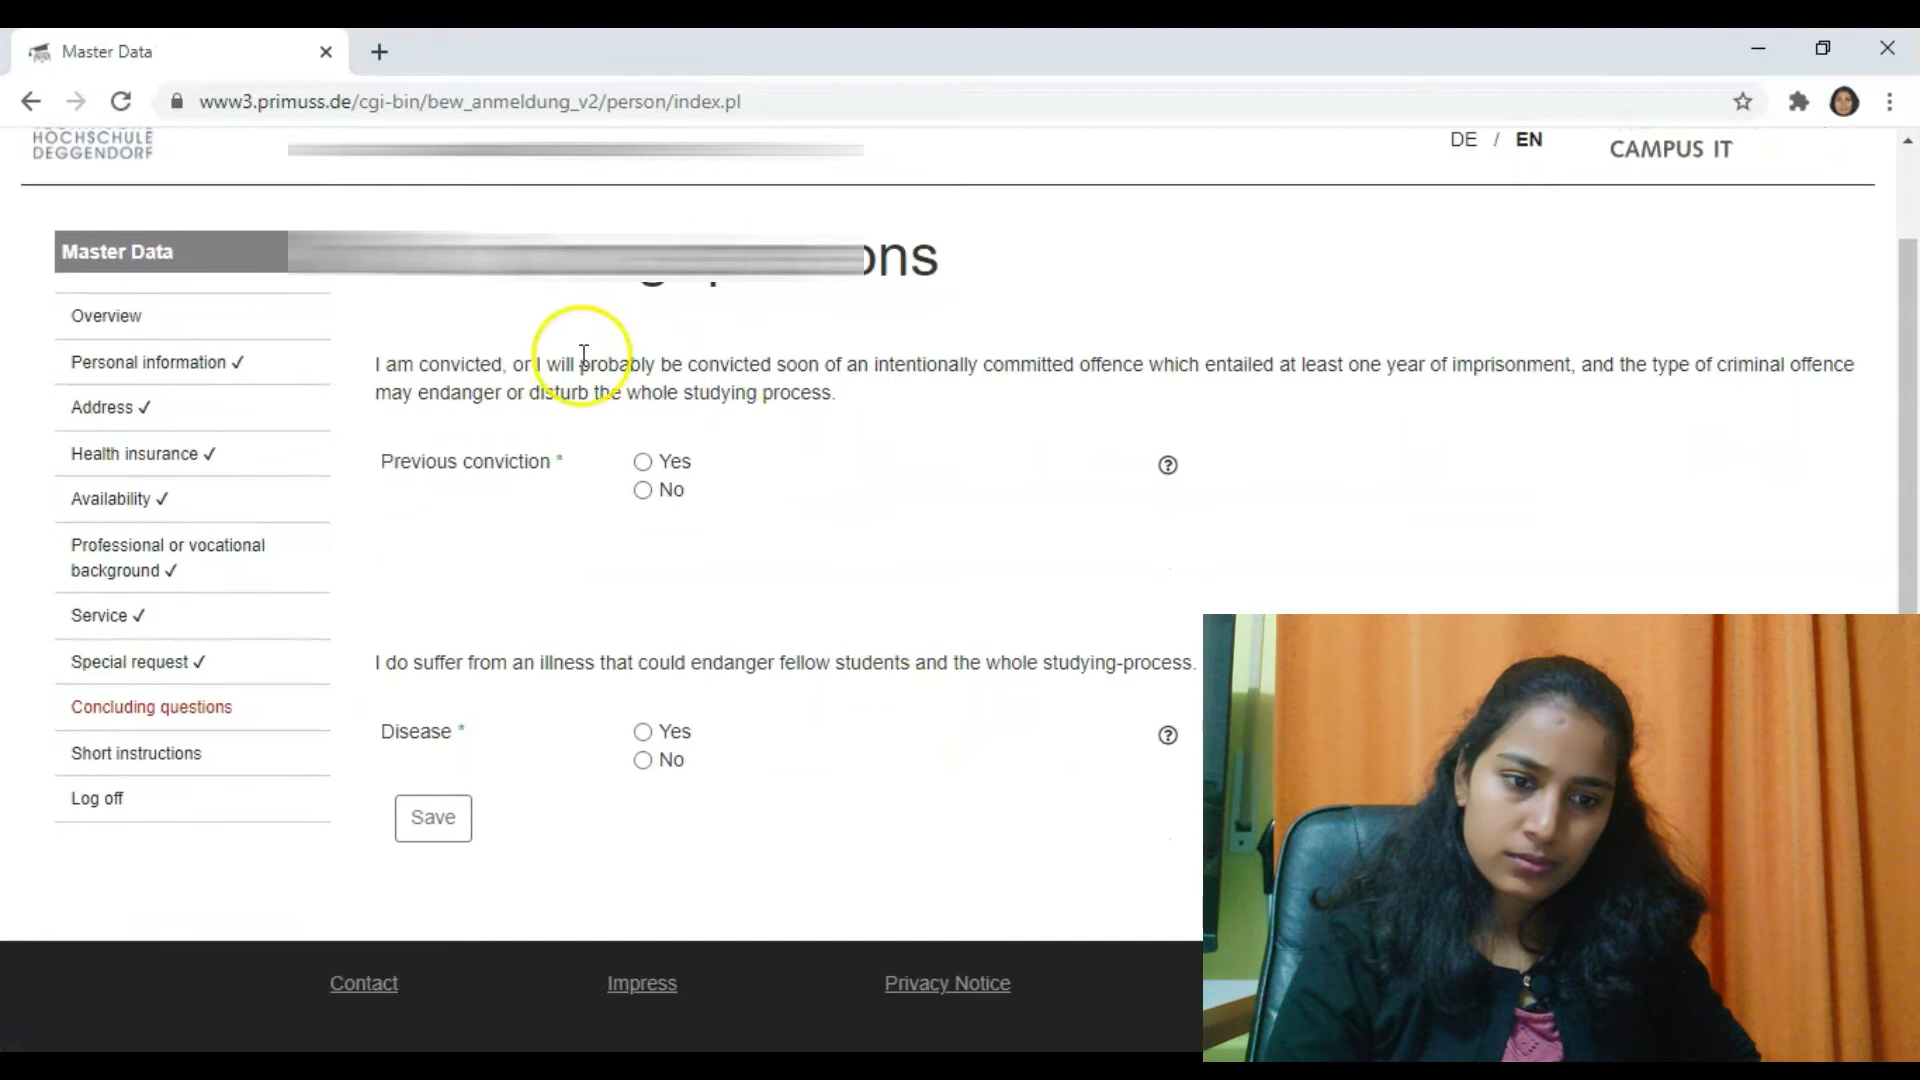 Master Data
www3.primuss.de/cgi-bin/bew_anmeldung_v2/person/index.pl
HOCHSCHULE
DEGGENDORF
DE / EN
CAMPUS IT
Master Data
Overview
Personal information ✓
Address ✓
Health insurance ✓
Availability ✓
Professional or vocational
background ✓
Service ✓
Special request ✓
Concluding questions
Short instructions
Log off
ons
I am convicted, or I will probably be convicted soon of an intentionally committed offence which entailed at least one year of imprisonment, and the type of criminal offence
may endanger or disturb the whole studying process.
Previous conviction *
Yes
No
I do suffer from an illness that could endanger fellow students and the whole studying-process.
Disease *
Yes
No
Save
Contact
Impress
Privacy Notice